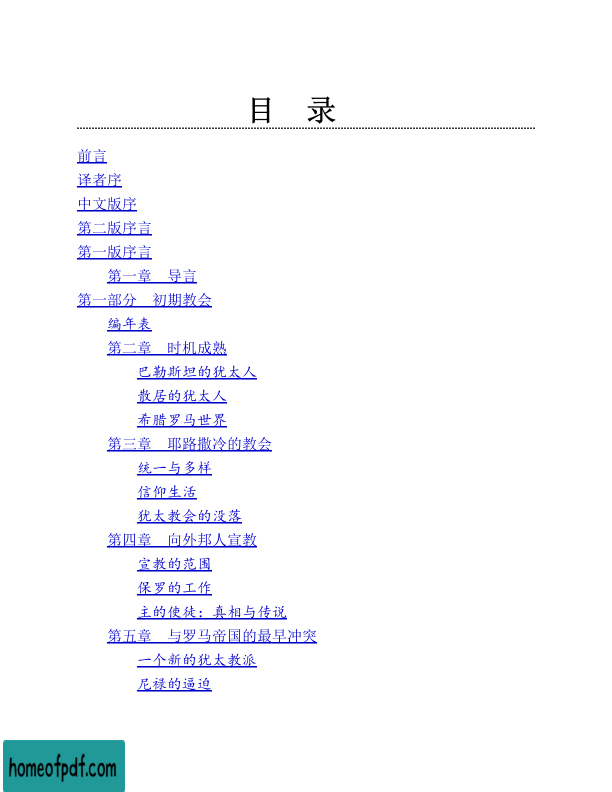 目　录
前言
译者序
中文版序
第二版序言
第一版序言
第一章　导言
第一部分　初期教会
编年表
第二章　时机成熟
巴勒斯坦的犹太人
散居的犹太人
希腊罗马世界
第三章　耶路撒冷的教会
统一与多样
信仰生活
犹太教会的没落
第四章　向外邦人宣教
宣教的范围
保罗的工作
主的使徒：真相与传说
第五章　与罗马帝国的最早冲突
一个新的犹太教派
尼禄的逼迫
homeofpdf.com